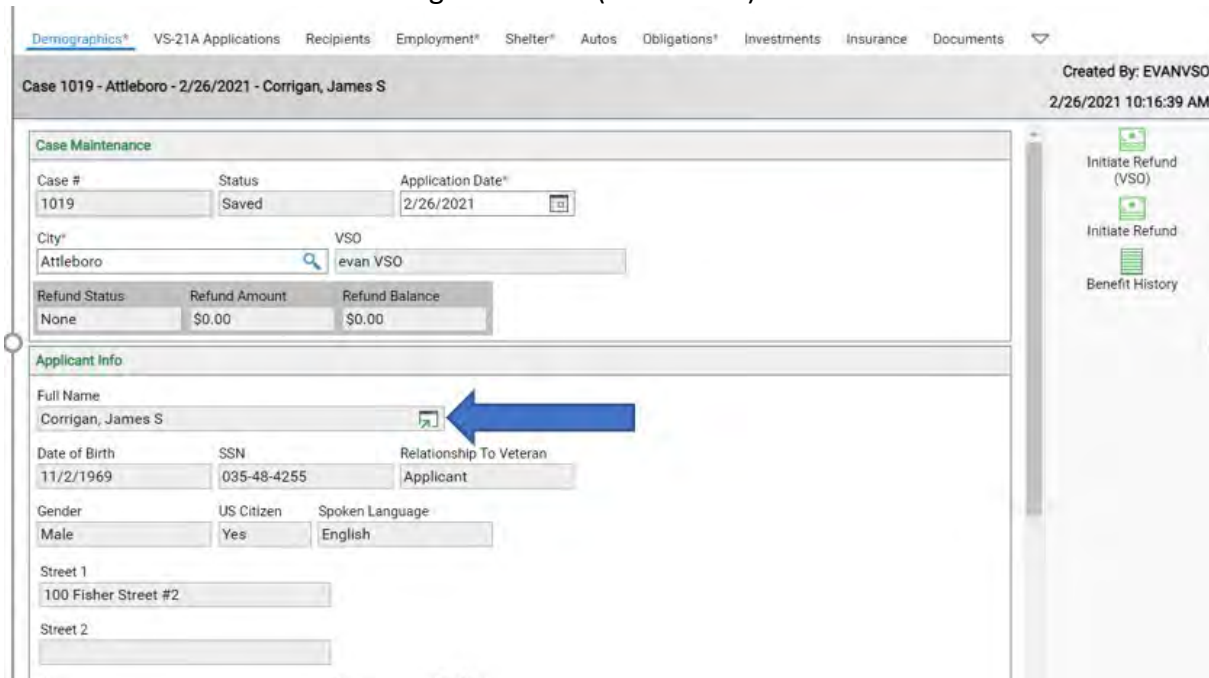 Demographics* VS-21A Applications Recipients Employment* Shelter* Autos Obligations* Investments Insurance Documents
Case 1019 - Attleboro - 2/26/2021 - Corrigan, James S
Created By: EVANVSO
2/26/2021 10:16:39 AM
Case Maintenance
Case # Status Application Date*
1019 Saved 2/26/2021
City* VSO
Attleboro evan VSO
Refund Status Refund Amount Refund Balance
None $0.00 $0.00
Applicant Info
Full Name
Corrigan, James S
Date of Birth SSN Relationship To Veteran
11/2/1969 035-48-4255 Applicant
Gender US Citizen Spoken Language
Male Yes English
Street 1
100 Fisher Street #2
Street 2
Initiate Refund
(VSO)
Initiate Refund
Benefit History